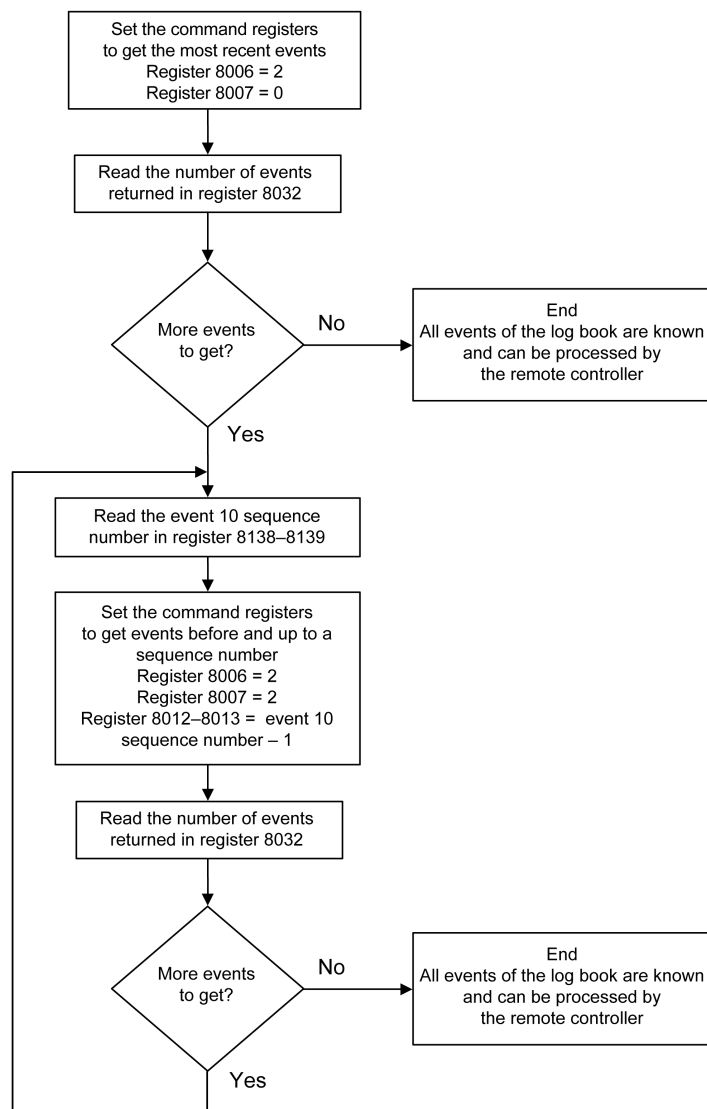 Set the command registers
to get the most recent events
Register 8006 = 2
Register 8007 = 0
Read the number of events
returned in register 8032
More events
to get?
No
End
All events of the log book are known
and can be processed by
the remote controller
Yes
Read the event 10 sequence
number in register 8138–8139
Set the command registers
to get events before and up to a
sequence number
Register 8006 = 2
Register 8007 = 2
Register 8012–8013 = event 10
sequence number – 1
Read the number of events
returned in register 8032
More events
to get?
No
End
All events of the log book are known
and can be processed by
the remote controller
Yes